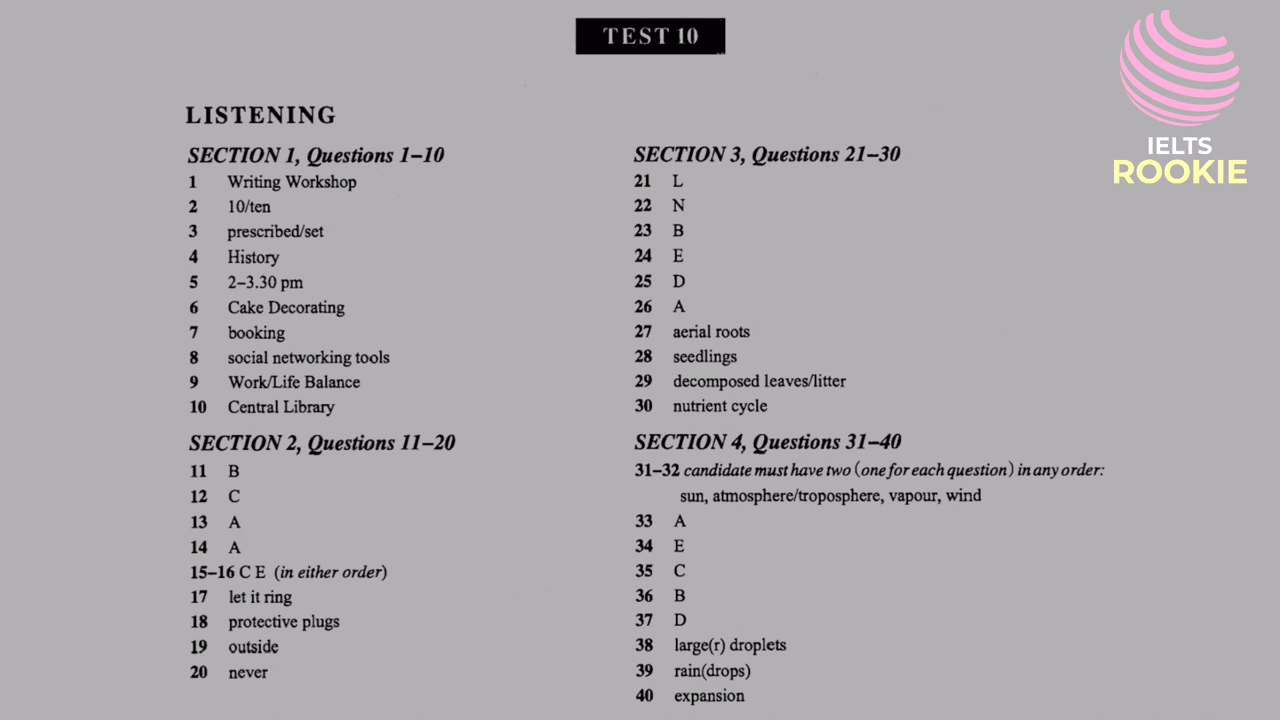 TEST 10
IELTS
ROOKIE
LISTENING
SECTION 1, Questions 1–10
1 Writing Workshop
2 10/ten
3 prescribed/set
4 History
5 2–3.30 pm
6 Cake Decorating
7 booking
8 social networking tools
9 Work/Life Balance
10 Central Library
SECTION 2, Questions 11–20
11 B
12 C
13 A
14 A
15–16 C E (in either order)
17 let it ring
18 protective plugs
19 outside
20 never
SECTION 3, Questions 21–30
21 L
22 N
23 B
24 E
25 D
26 A
27 aerial roots
28 seedlings
29 decomposed leaves/litter
30 nutrient cycle
SECTION 4, Questions 31–40
31–32 candidate must have two (one for each question) in any order:
sun, atmosphere/troposphere, vapour, wind
33 A
34 E
35 C
36 B
37 D
38 large(r) droplets
39 rain(drops)
40 expansion